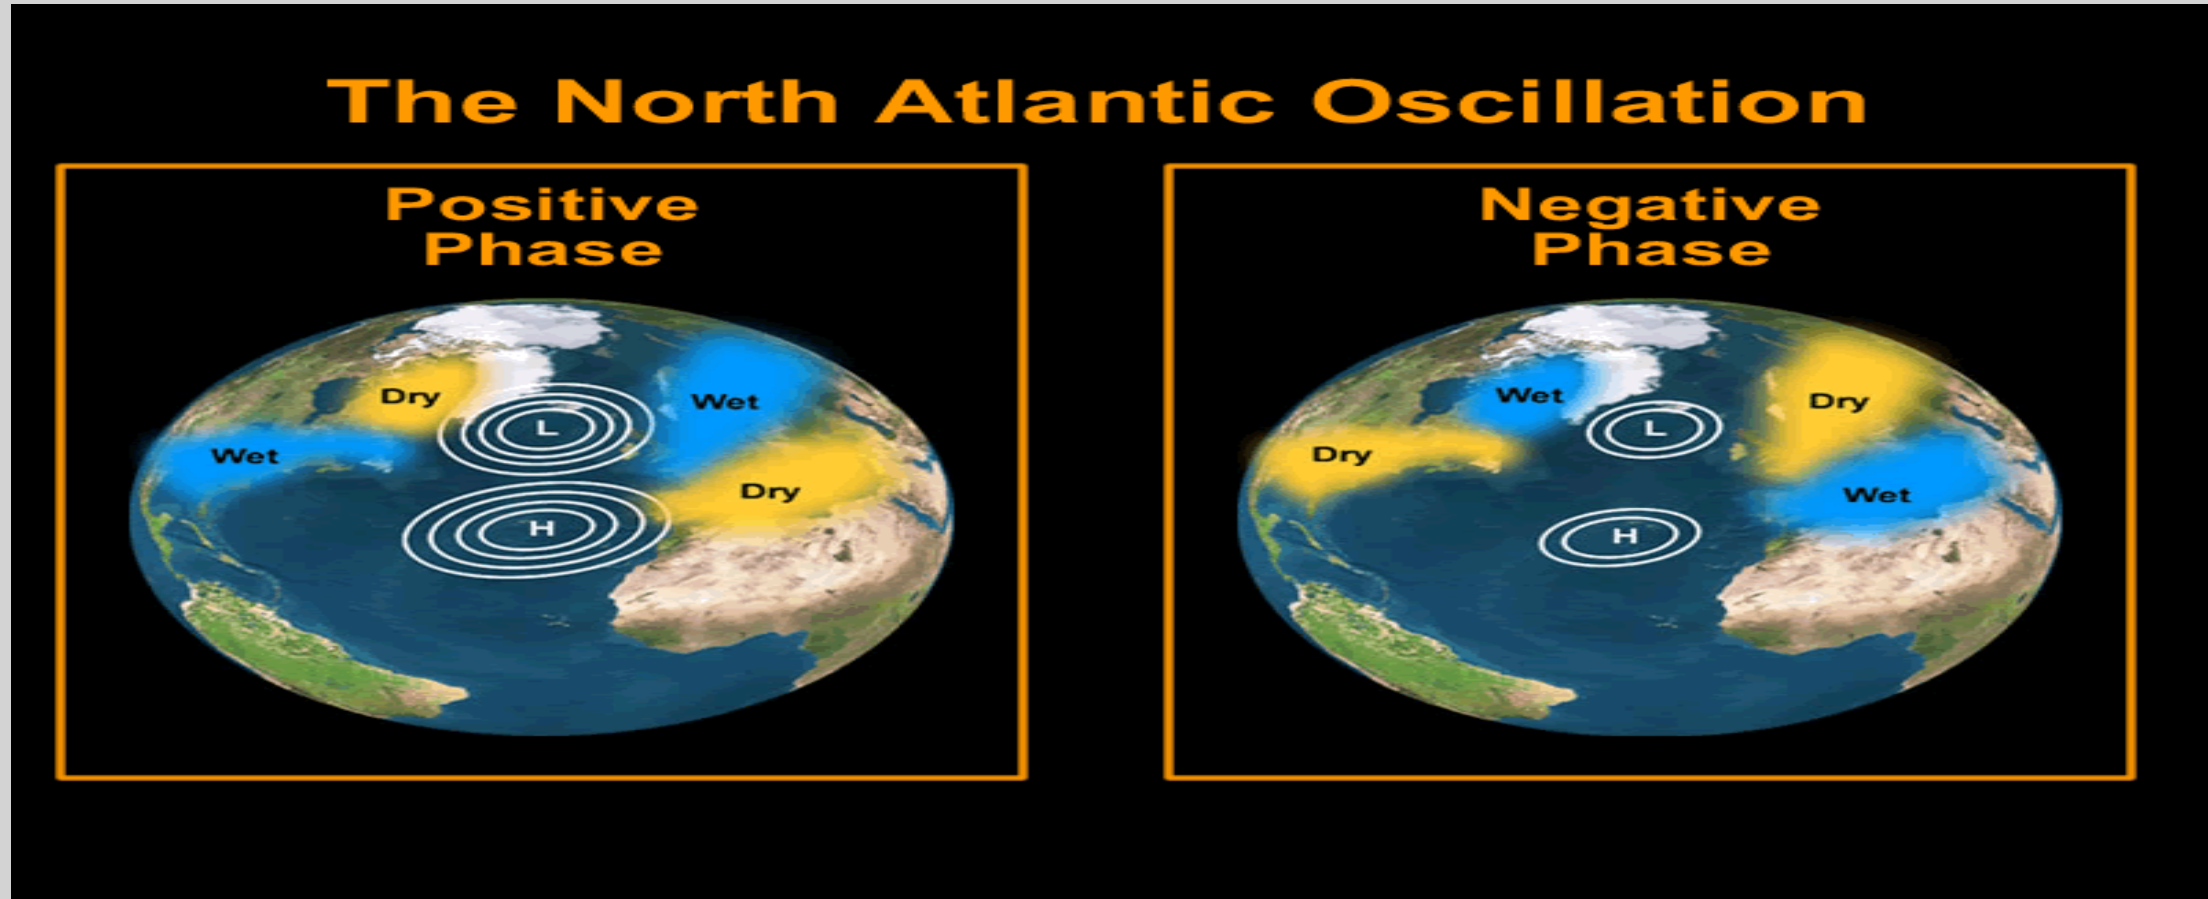 The North Atlantic Oscillation
Positive
Phase
Dry
Wet
L
Wet
Dry
H
Negative
Phase
Wet
Dry
L
Dry
Wet
H